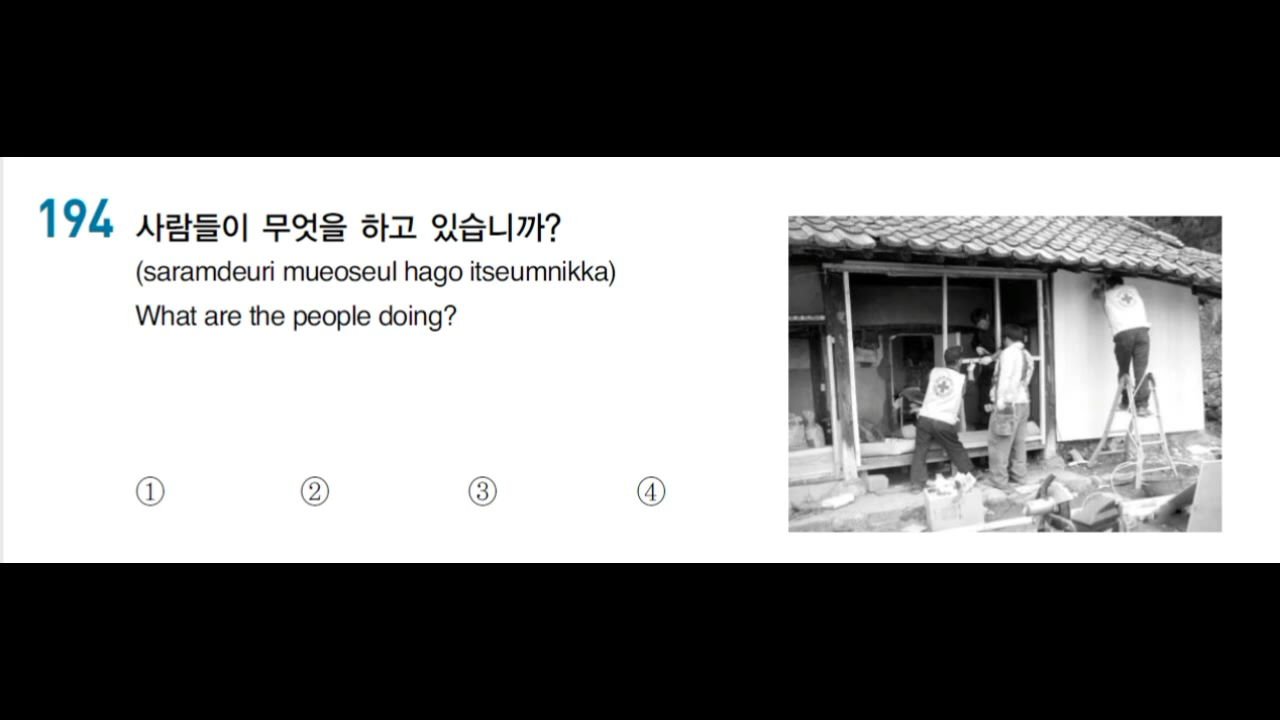 194 사람들이 무엇을 하고 있습니까?
(saramdeuri mueoseul hago itseumnikka)
What are the people doing?
① ② ③ ④